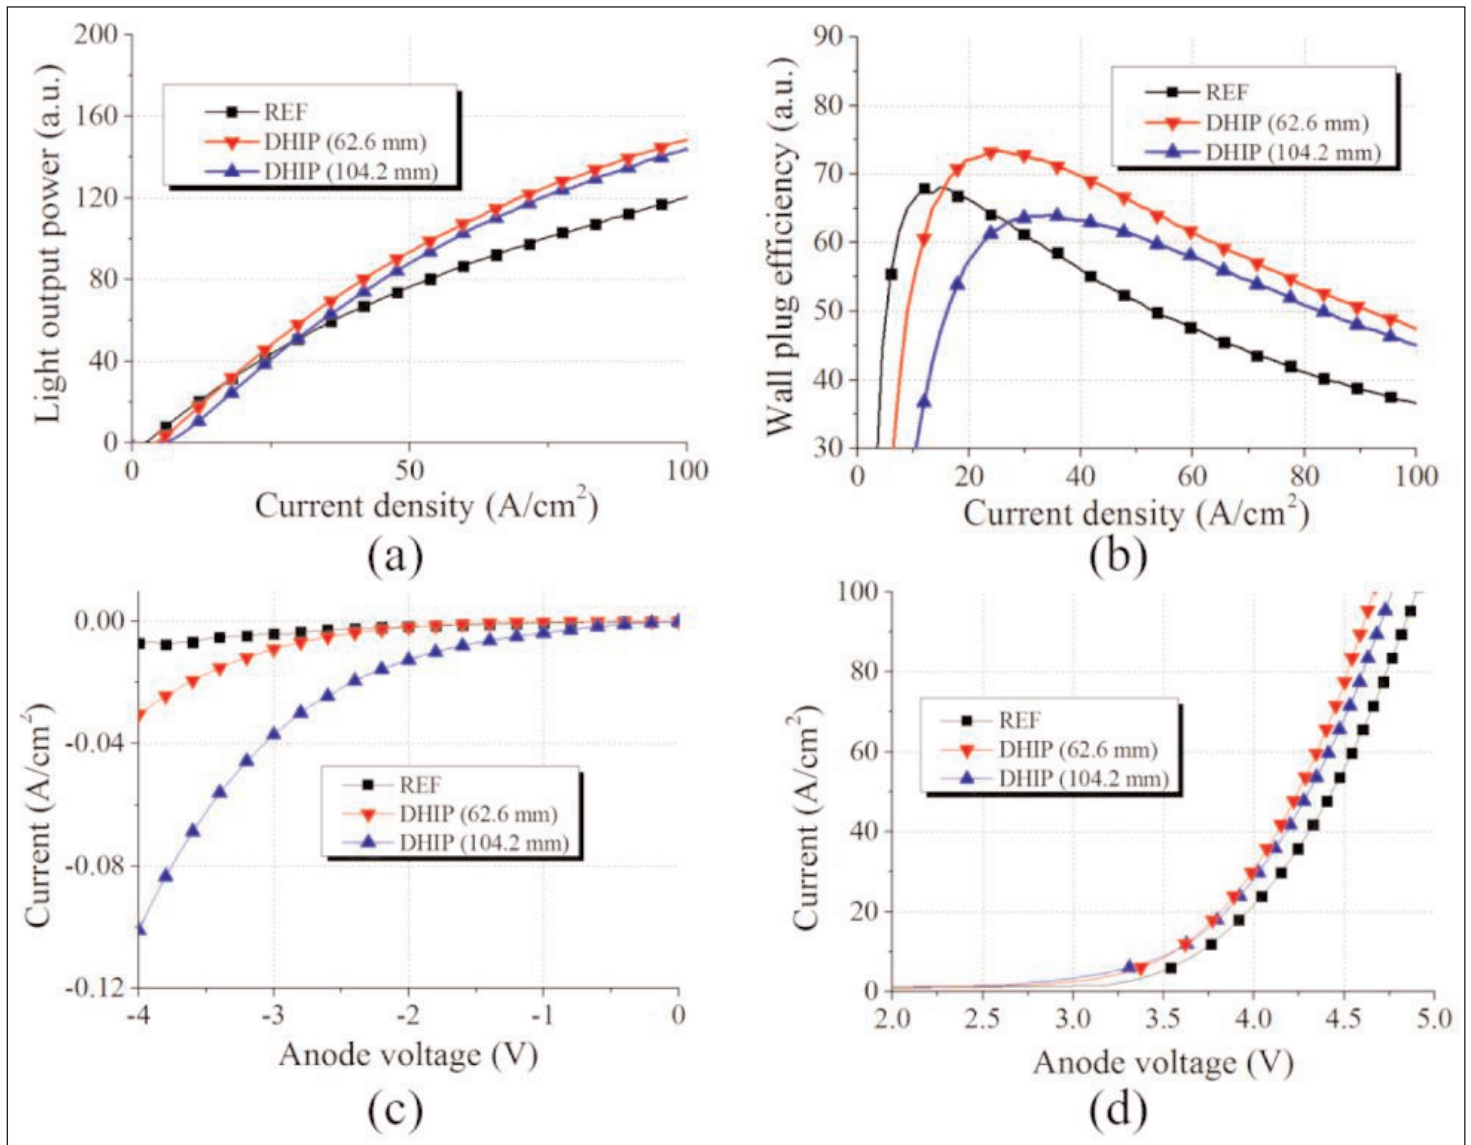 200
160
120
80
40
0
Light output power (a.u.)
REF
DHIP (62.6 mm)
DHIP (104.2 mm)
0 50 100
Current density (A/cm²)
(a)
90
80
70
60
50
40
30
Wall plug efficiency (a.u.)
REF
DHIP (62.6 mm)
DHIP (104.2 mm)
0 20 40 60 80 100
Current density (A/cm²)
(b)
0.00
-0.04
-0.08
-0.12
Current (A/cm²)
REF
DHIP (62.6 mm)
DHIP (104.2 mm)
-4 -3 -2 -1 0
Anode voltage (V)
(c)
100
80
60
40
20
0
Current (A/cm²)
REF
DHIP (62.6 mm)
DHIP (104.2 mm)
2.0 2.5 3.0 3.5 4.0 4.5 5.0
Anode voltage (V)
(d)